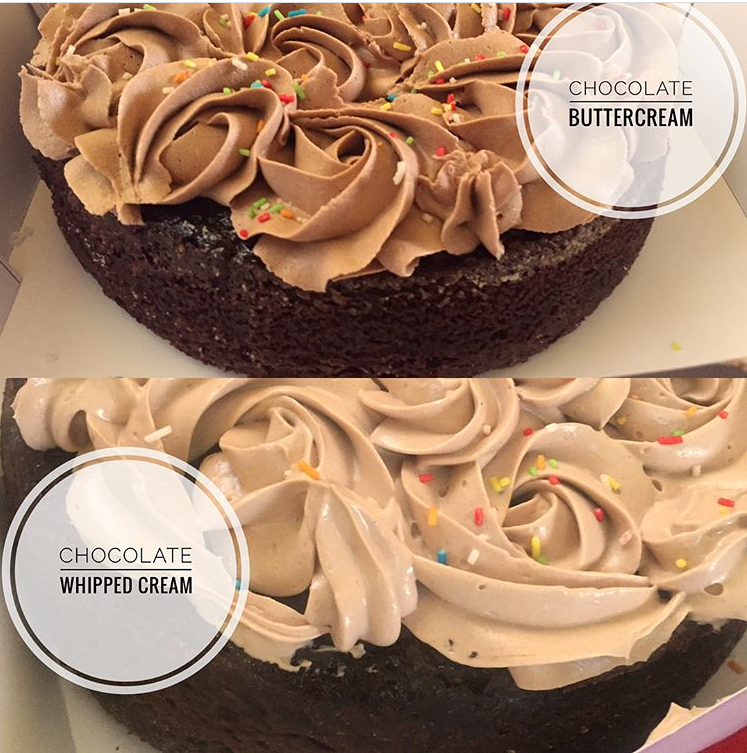 CHOCOLATE
BUTTERCREAM
CHOCOLATE
WHIPPED CREAM